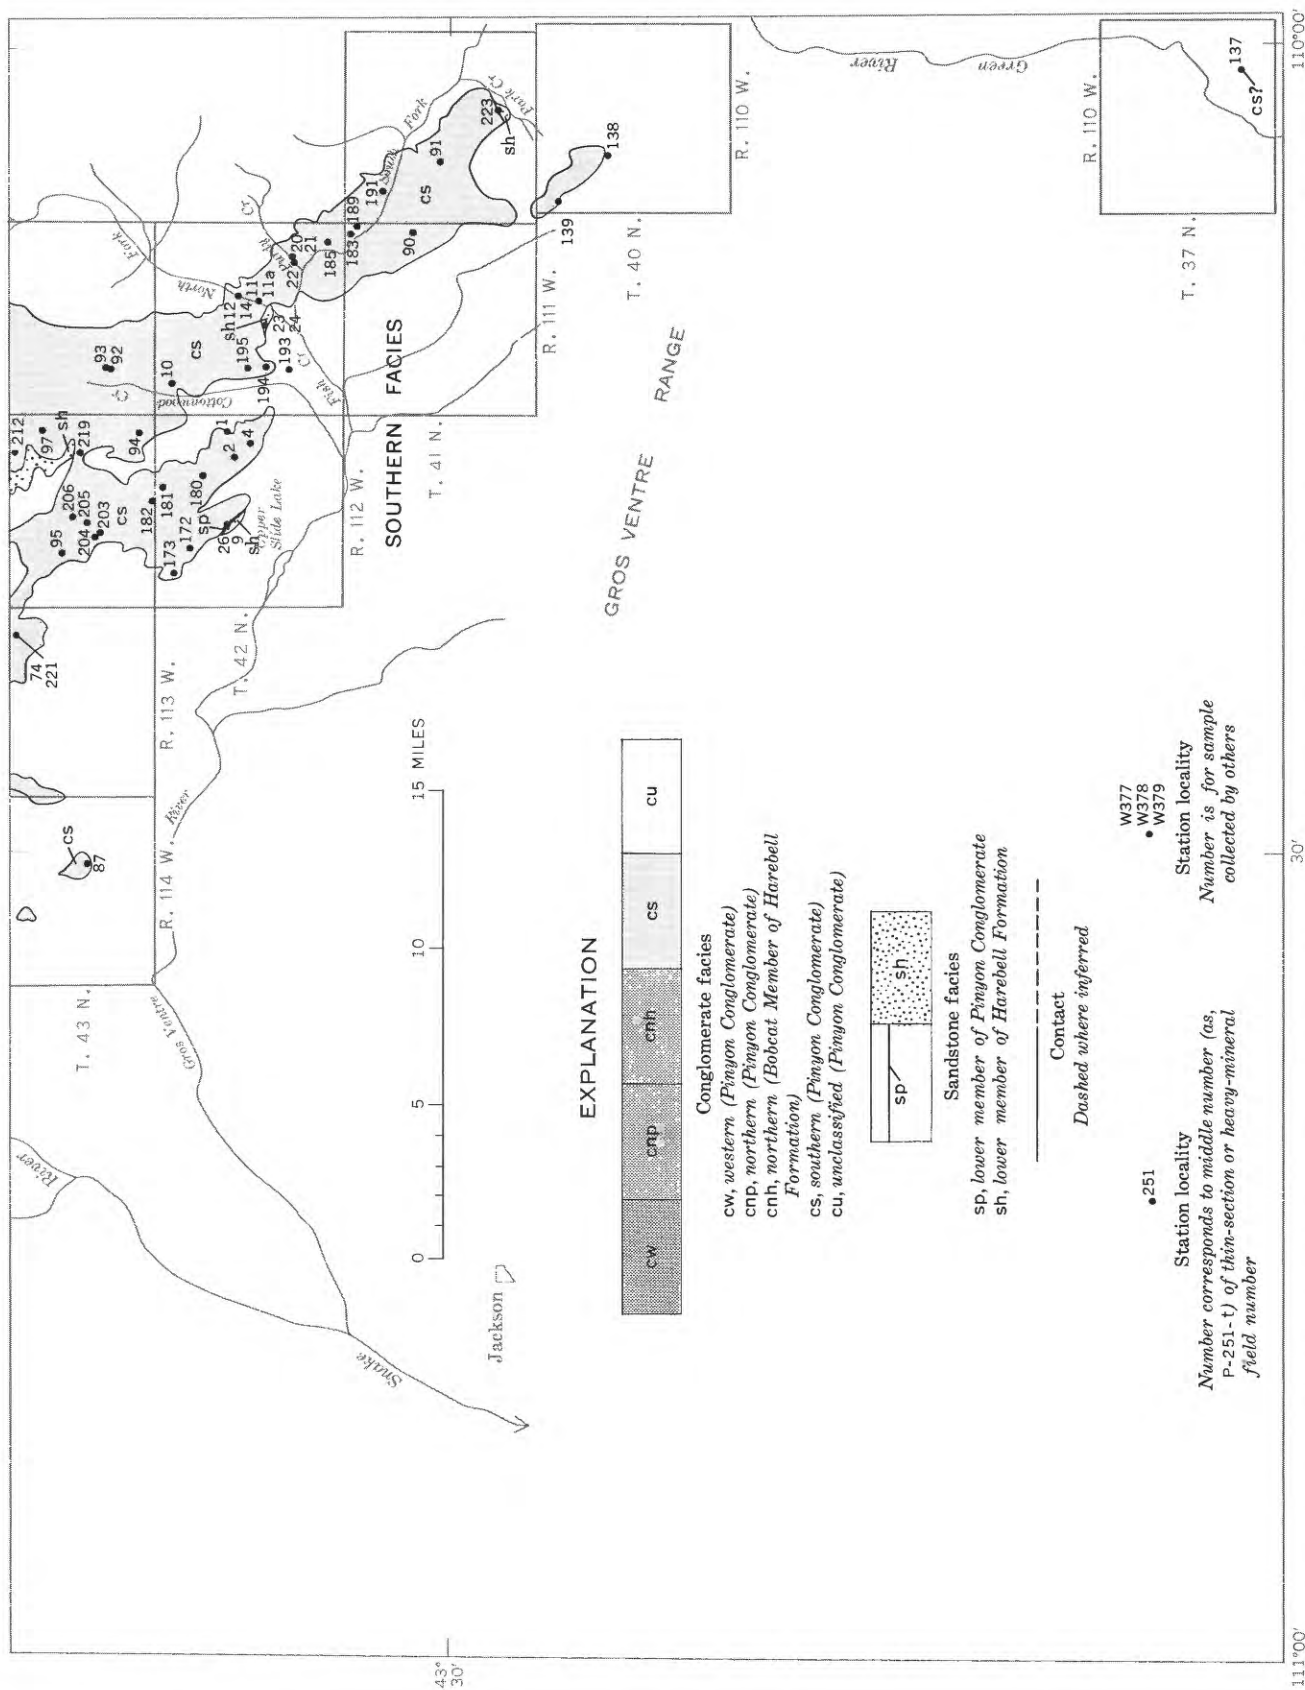 212
97
sh
219
206
205
95
204
203
cs
94
93
92
Cr
10
Cottonwood
cs
Fork
North
Cr
74
221
cs
87
182
181
173
172
180
sp
26
9
sh
Upper
Slide Lake
1
2
4
195
194
193
sh
12
14
11
11a
23
24
Fish
Cr
22
20
21
185
183
189
191
South
Fork
90
91
cs
223
sh
Park Cr
139
138
137
cs?
Green
River
R. 110 W.
R. 110 W.
R. 111 W.
R. 112 W.
R. 113 W.
R. 114 W.
T. 37 N.
T. 40 N.
T. 41 N.
T. 42 N.
T. 43 N.
SOUTHERN FACIES
GROS VENTRE RANGE
River
Gros Ventre
River
Snake
Jackson
0 5 10 15 MILES
EXPLANATION
cw cnp cnh cs cu
Conglomerate facies
cw, western (Pinyon Conglomerate)
cnp, northern (Pinyon Conglomerate)
cnh, northern (Bobcat Member of Harebell
Formation)
cs, southern (Pinyon Conglomerate)
cu, unclassified (Pinyon Conglomerate)
sp sh
Sandstone facies
sp, lower member of Pinyon Conglomerate
sh, lower member of Harebell Formation
Contact
Dashed where inferred
251
Station locality
Number corresponds to middle number (as,
P-251-t) of thin-section or heavy-mineral
field number
W377
W378
W379
Station locality
Number is for sample
collected by others
43°
30'
111°00'
30'
110°00'